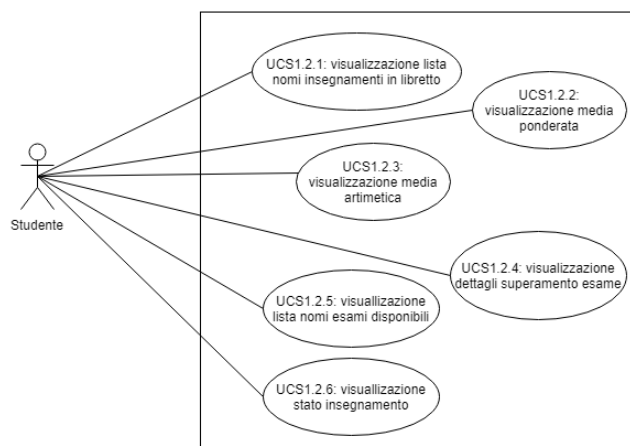 UCS1.2.1: visualizzazione lista
nomi insegnamenti in libretto
UCS1.2.2:
visualizzazione media
ponderata
UCS1.2.3:
visualizzazione media
artimetica
Studente
UCS1.2.4: visualizzazione
dettagli superamento esame
UCS1.2.5: visuallizazione
lista nomi esami disponibili
UCS1.2.6: visuallizazione
stato insegnamento